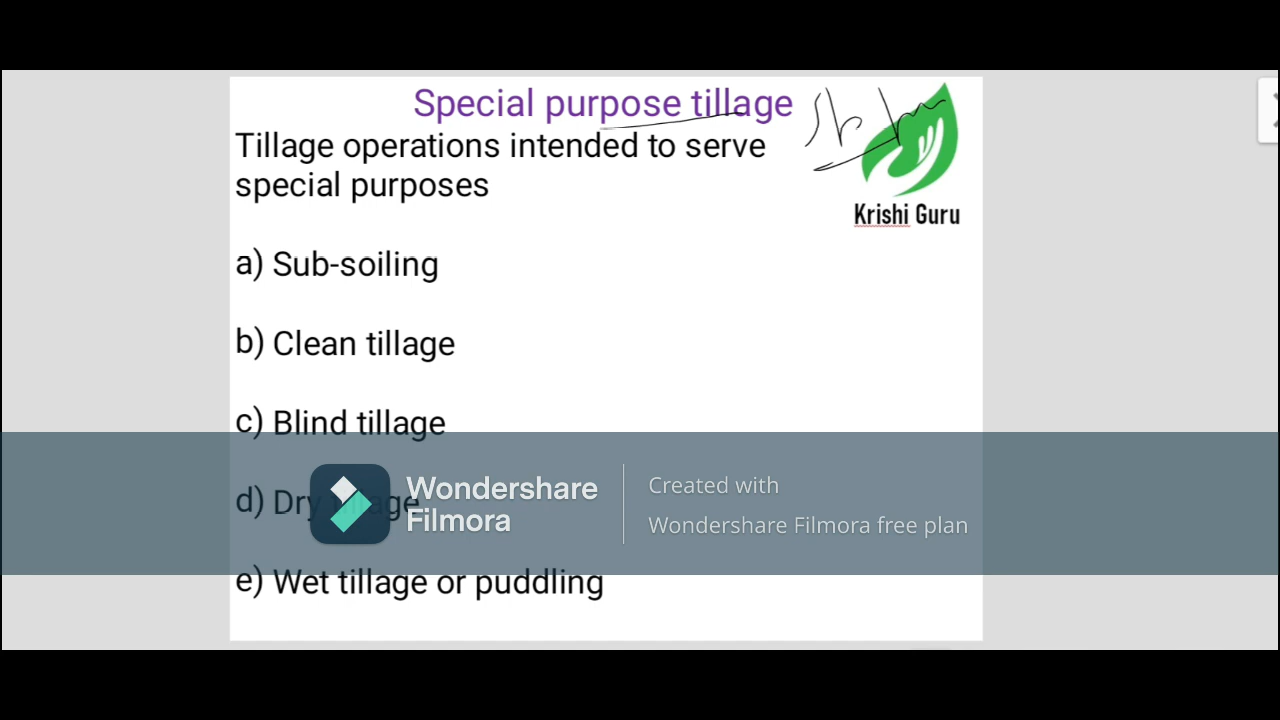 Special purpose tillage
Tillage operations intended to serve
special purposes
Krishi Guru
a) Sub-soiling
b) Clean tillage
c) Blind tillage
d) Dry tillage
e) Wet tillage or puddling
Wondershare
Filmora
Created with
Wondershare Filmora free plan